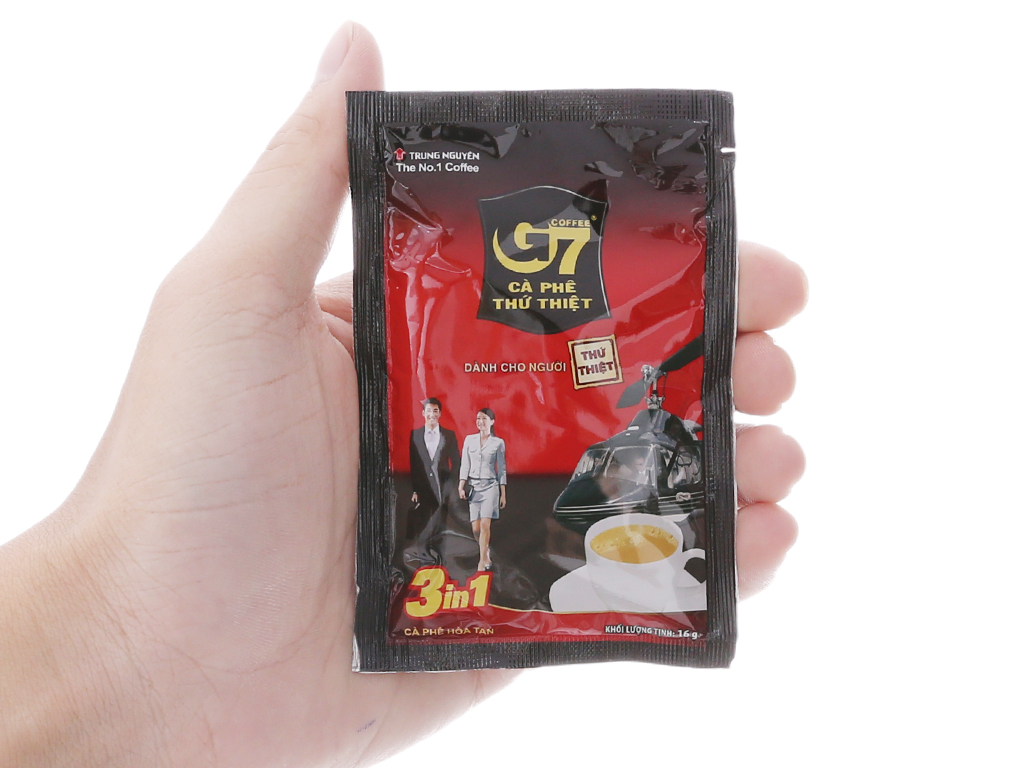 TRUNG NGUYÊN
The No.1 Coffee
COFFEE®
G7
CÀ PHÊ
THỨ THIỆT
DÀNH CHO NGƯỜI
THỨ
THIỆT
3in1
CÀ PHÊ HÒA TAN
KHỐI LƯỢNG TỊNH: 16 g